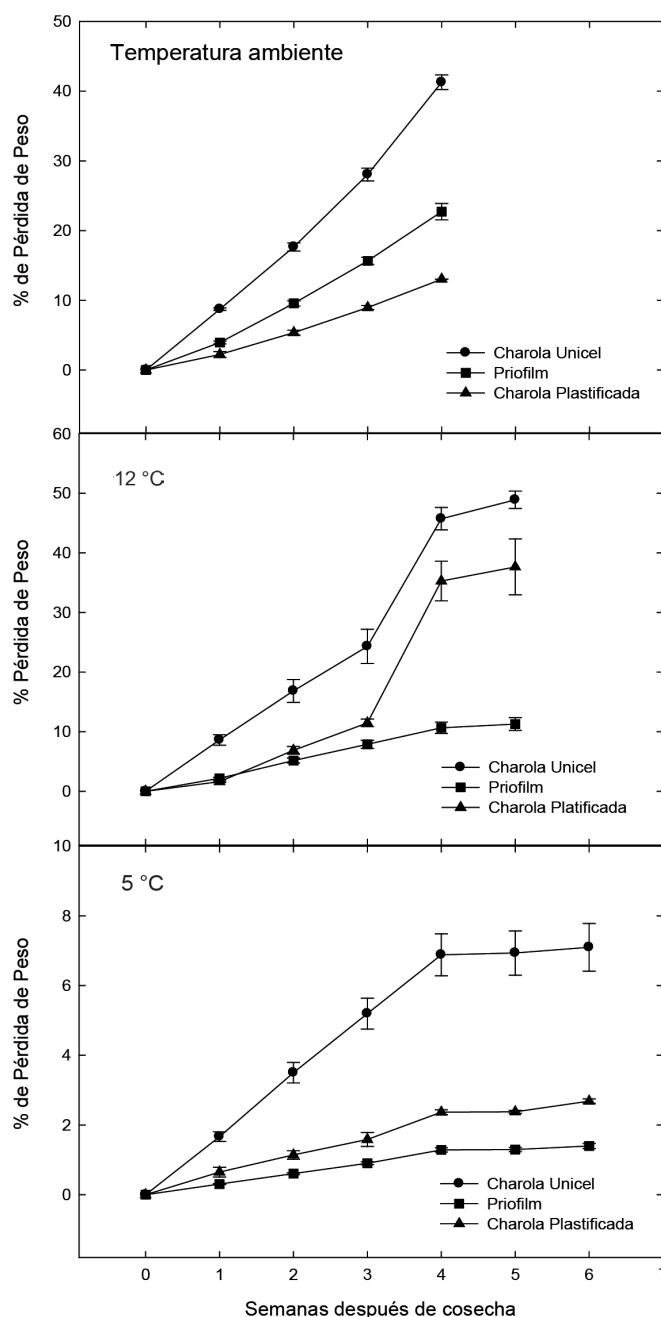 50
Temperatura ambiente
40
30
20
10
0
% de Pérdida de Peso
Charola Unicel
Priofilm
Charola Plastificada
60
12 °C
50
40
30
20
10
0
% Pérdida de Peso
Charola Unicel
Priofilm
Charola Platificada
10
5 °C
8
6
4
2
0
% de Pérdida de Peso
Charola Unicel
Priofilm
Charola Plastificada
0 1 2 3 4 5 6 7
Semanas después de cosecha